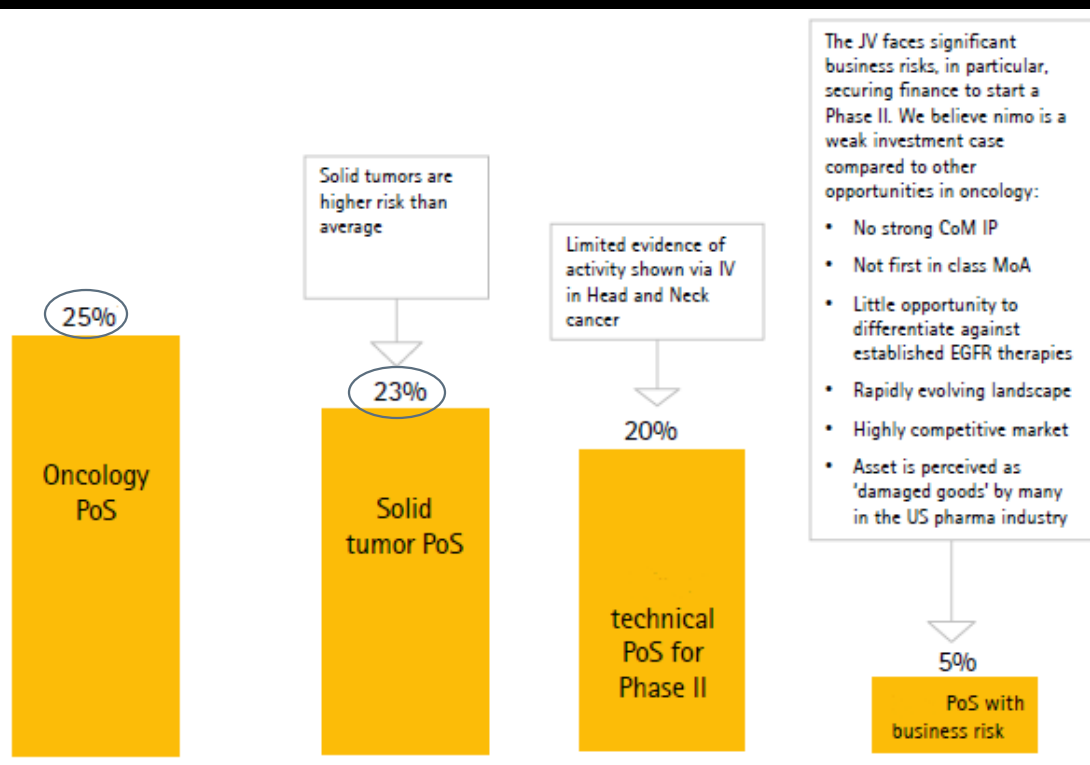 25%
Oncology
PoS
Solid tumors are
higher risk than
average
23%
Solid
tumor PoS
Limited evidence of
activity shown via IV
in Head and Neck
cancer
20%
technical
PoS for
Phase II
The JV faces significant
business risks, in particular,
securing finance to start a
Phase II. We believe nimo is a
weak investment case
compared to other
opportunities in oncology:
• No strong CoM IP
• Not first in class MoA
• Little opportunity to
differentiate against
established EGFR therapies
• Rapidly evolving landscape
• Highly competitive market
• Asset is perceived as
'damaged goods' by many
in the US pharma industry
5%
PoS with
business risk